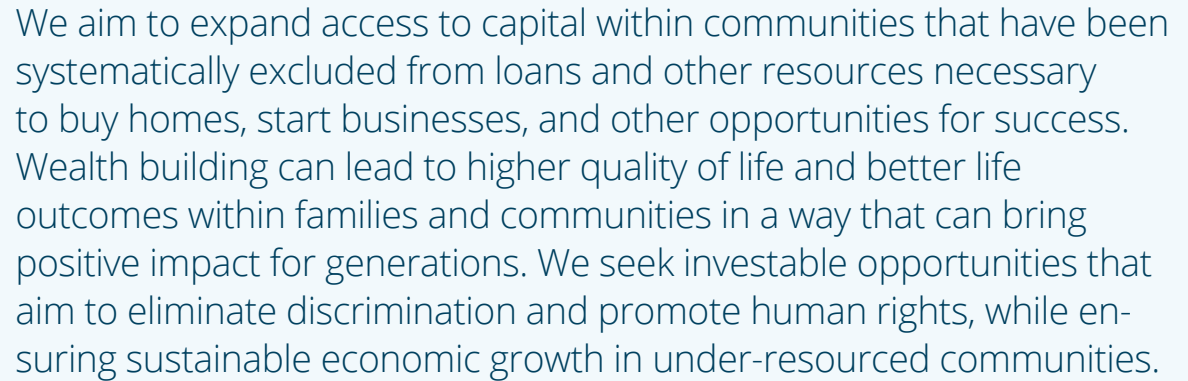 We aim to expand access to capital within communities that have been
systematically excluded from loans and other resources necessary
to buy homes, start businesses, and other opportunities for success.
Wealth building can lead to higher quality of life and better life
outcomes within families and communities in a way that can bring
positive impact for generations. We seek investable opportunities that
aim to eliminate discrimination and promote human rights, while en-
suring sustainable economic growth in under-resourced communities.